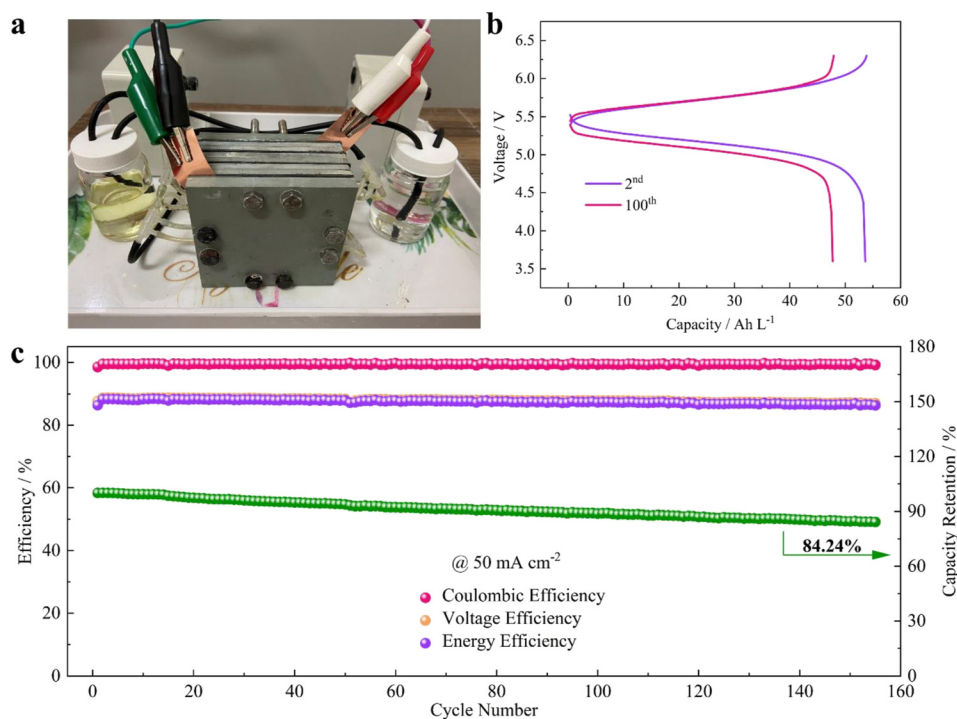 a
b
6.5
6.0
5.5
5.0
4.5
4.0
3.5
Voltage / V
2nd
100th
0
10
20
30
40
50
60
Capacity / Ah L-1
c
100
80
60
40
20
0
Efficiency / %
180
150
120
90
60
30
0
Capacity Retention / %
84.24%
@ 50 mA cm-2
Coulombic Efficiency
Voltage Efficiency
Energy Efficiency
0
20
40
60
80
100
120
140
160
Cycle Number